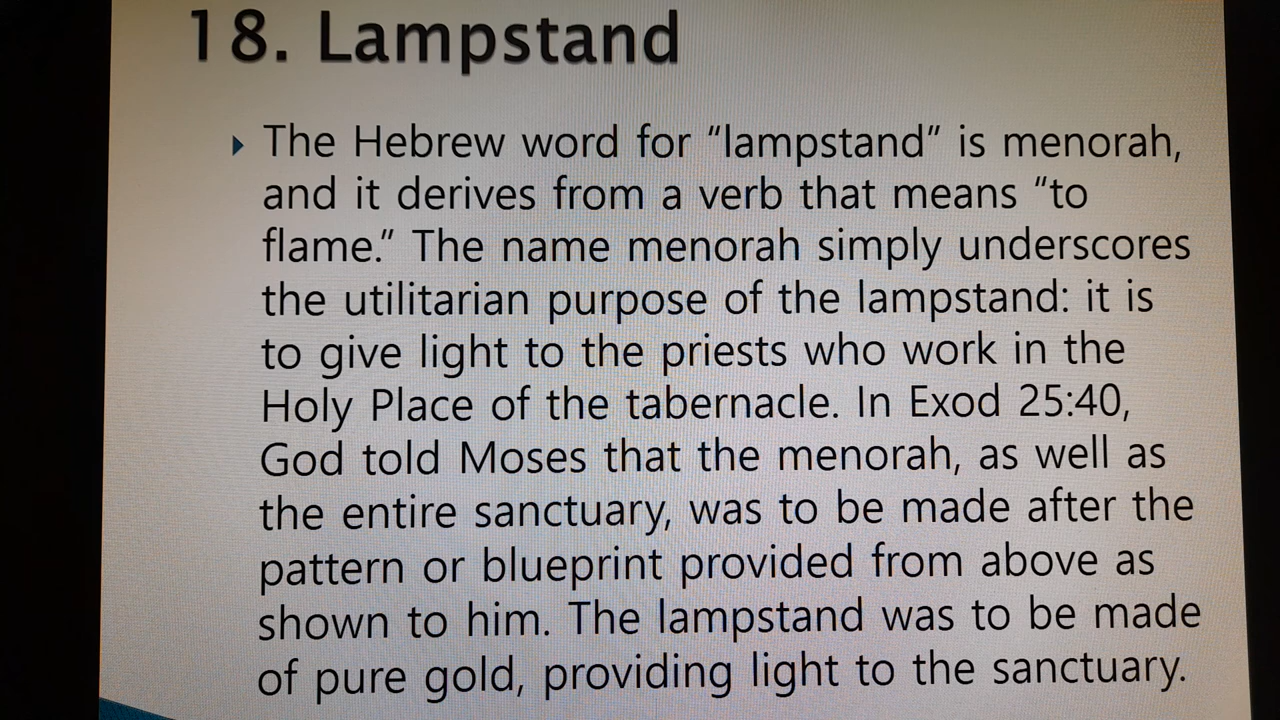 18. Lampstand
The Hebrew word for “lampstand” is menorah,
and it derives from a verb that means “to
flame.” The name menorah simply underscores
the utilitarian purpose of the lampstand: it is
to give light to the priests who work in the
Holy Place of the tabernacle. In Exod 25:40,
God told Moses that the menorah, as well as
the entire sanctuary, was to be made after the
pattern or blueprint provided from above as
shown to him. The lampstand was to be made
of pure gold, providing light to the sanctuary.